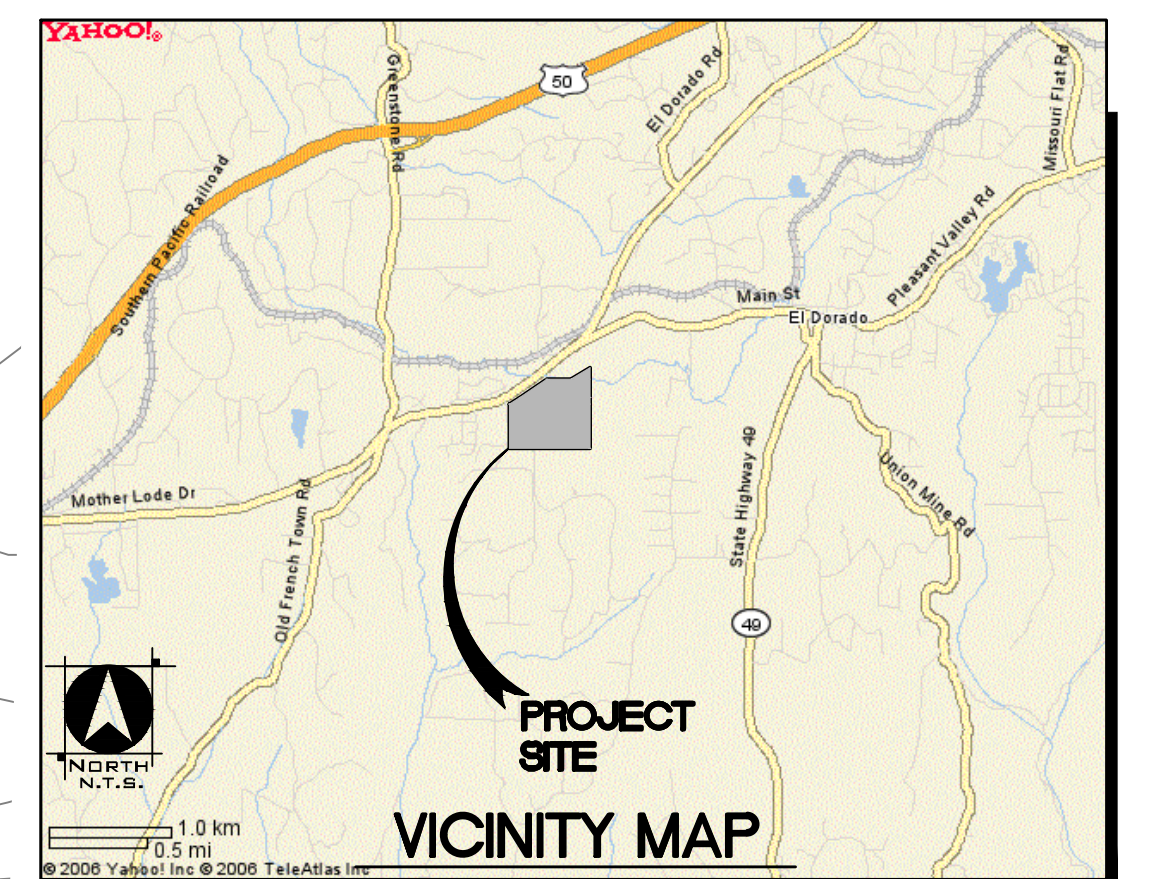 YAHOO!®
50
El Dorado Rd
Greenstone Rd
Missouri Flat Rd
Southern Pacific Railroad
Pleasant Valley Rd
Main St
El Dorado
Mother Lode Dr
Old French Town Rd
State Highway 49
Union Mine Rd
49
PROJECT
SITE
NORTH
N.T.S.
VICINITY MAP
1.0 km
0.5 mi
© 2006 Yahoo! Inc © 2006 TeleAtlas Inc